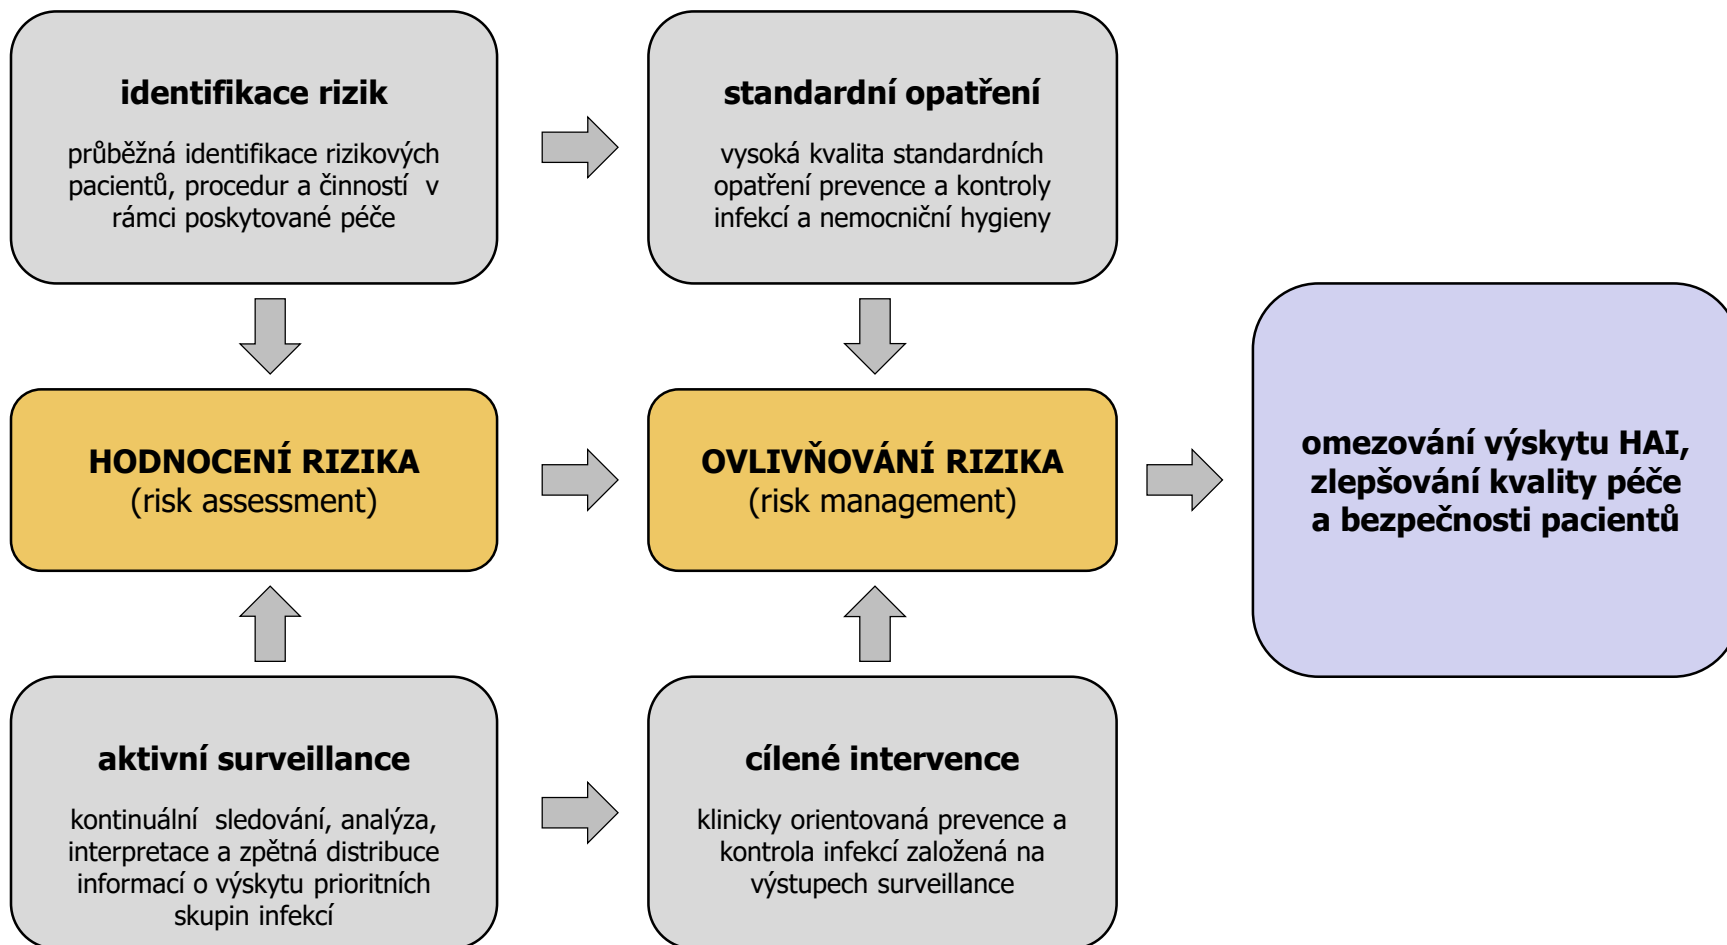 identifikace rizik
průběžná identifikace rizikových
pacientů, procedur a činností v
rámci poskytované péče
standardní opatření
vysoká kvalita standardních
opatření prevence a kontroly
infekcí a nemocniční hygieny
HODNOCENÍ RIZIKA
(risk assessment)
OVLIVŇOVÁNÍ RIZIKA
(risk management)
omezování výskytu HAI,
zlepšování kvality péče
a bezpečnosti pacientů
aktivní surveillance
kontinuální sledování, analýza,
interpretace a zpětná distribuce
informací o výskytu prioritních
skupin infekcí
cílené intervence
klinicky orientovaná prevence a
kontrola infekcí založená na
výstupech surveillance